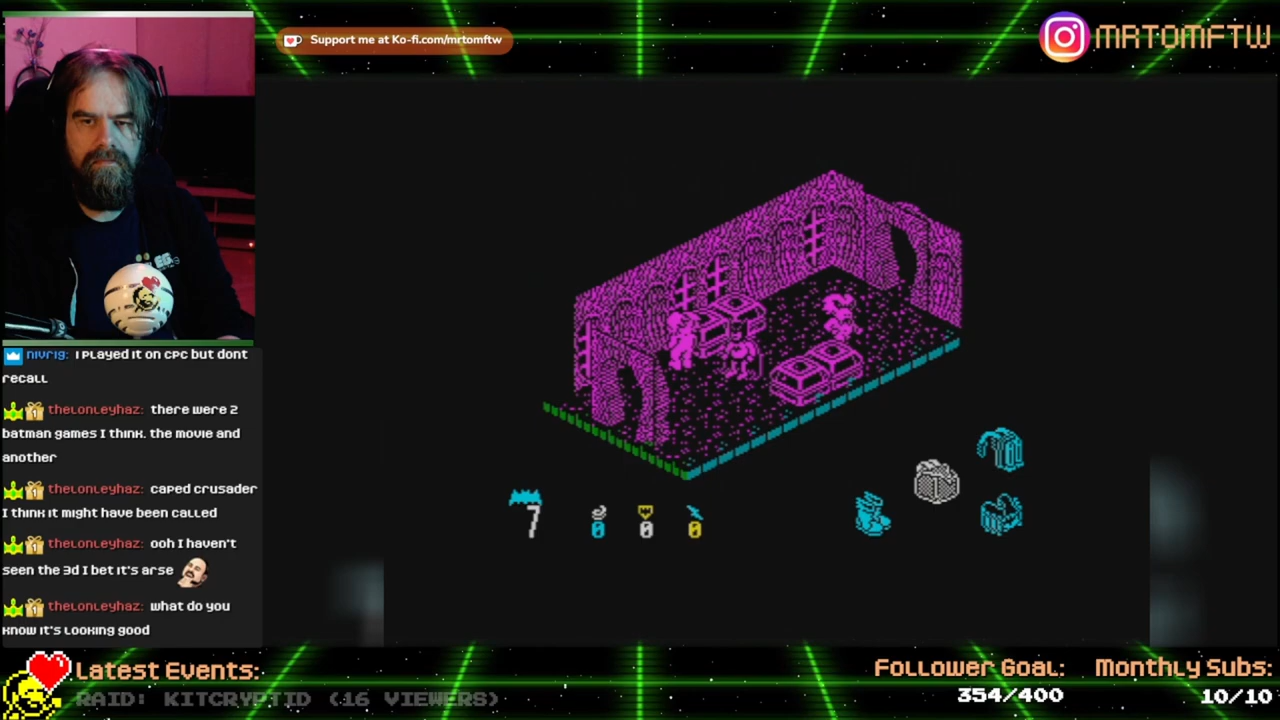 Support me at Ko-fi.com/mrtomftw
MRTOMFTW
nivrig: I played it on CPC but dont
recall
thelonleyhaz: there were 2
batman games I think. the movie and
another
thelonleyhaz: caped crusader
I think it might have been called
thelonleyhaz: ooh I haven't
seen the 3d I bet it's arse
thelonleyhaz: what do you
know it's looking good
7
0 0 0
Latest Events:
RAID: KITCRYPTID (16 VIEWERS)
Follower Goal:
354/400
Monthly Subs:
10/10